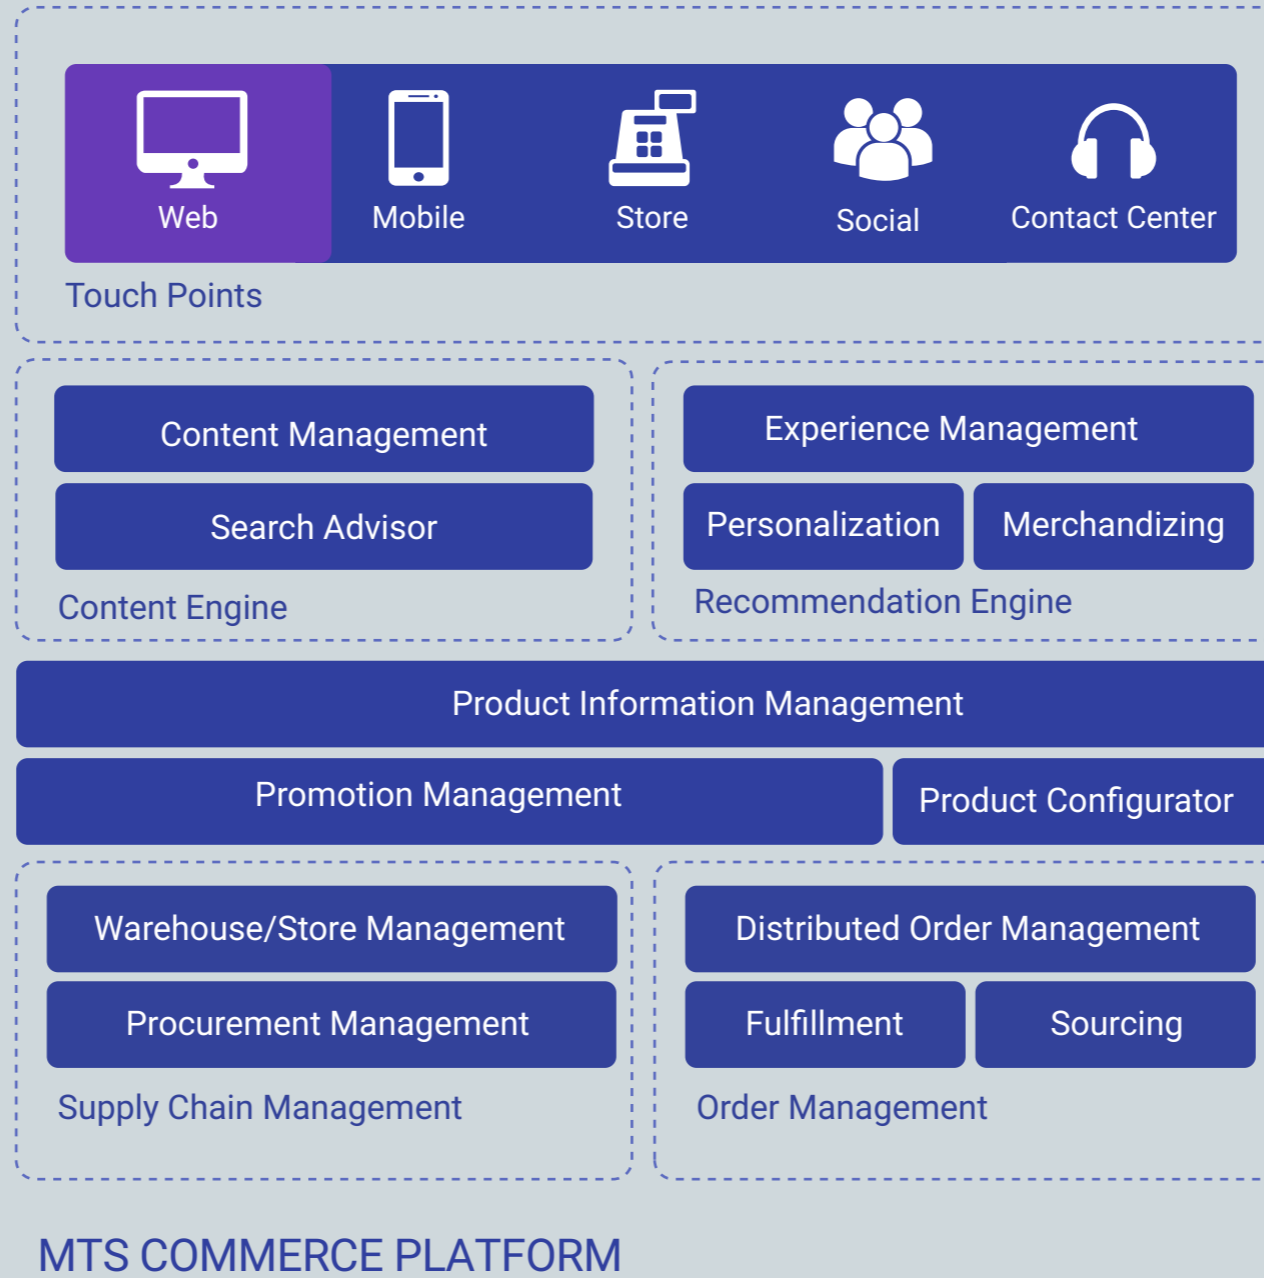 Web
Mobile
Store
Social
Contact Center
Touch Points
Content Management
Search Advisor
Content Engine
Experience Management
Personalization
Merchandizing
Recommendation Engine
Product Information Management
Promotion Management
Product Configurator
Warehouse/Store Management
Procurement Management
Supply Chain Management
Distributed Order Management
Fulfillment
Sourcing
Order Management
MTS COMMERCE PLATFORM